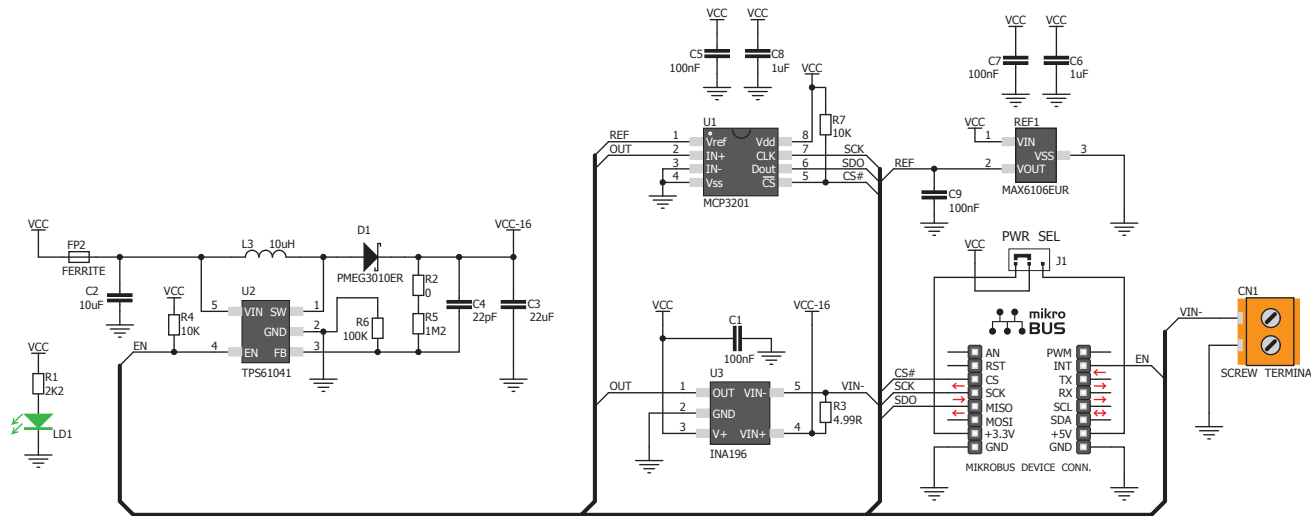 VCC
VCC
C5
100nF
C8
1uF
VCC
VCC
C7
100nF
C6
1uF
VCC
R7
10K
U1
REF 1 Vref Vdd 8
OUT 2 IN+ CLK 7 SCK
3 IN- Dout 6 SDO
4 Vss CS 5 CS#
MCP3201
VCC
REF1
1 VIN
VSS 3
REF 2 VOUT
MAX6106EUR
C9
100nF
VCC
FP2
FERRITE
L3 10uH
D1
PMEG3010ER
VCC-16
C2
10uF
VCC
R4
10K
U2
5 VIN SW 1
GND 2
EN 4 EN FB 3
TPS61041
R6
100K
R2
0
R5
1M2
C4
22pF
C3
22uF
VCC
R1
2K2
LD1
VCC
VCC-16
C1
100nF
U3
OUT 1 OUT VIN- 5 VIN-
2 GND
3 V+ VIN+ 4
INA196
R3
4.99R
PWR SEL
VCC
J1
mikro
BUS
AN PWM
RST INT EN
CS# CS TX
SCK SCK RX
SDO MISO SCL
MOSI SDA
+3.3V +5V
GND GND
MIKROBUS DEVICE CONN.
CN1
VIN-
SCREW TERMINA